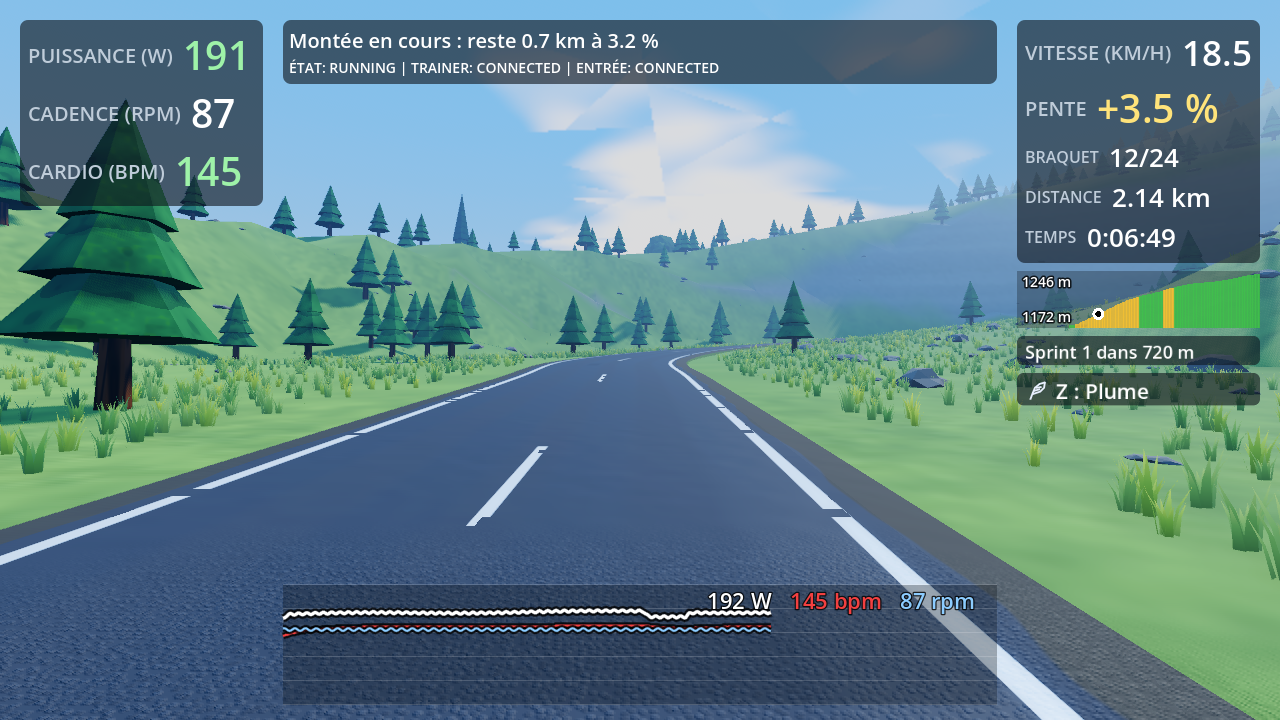 PUISSANCE (W) 191
CADENCE (RPM) 87
CARDIO (BPM) 145
Montée en cours : reste 0.7 km à 3.2 %
ÉTAT: RUNNING | TRAINER: CONNECTED | ENTRÉE: CONNECTED
VITESSE (KM/H) 18.5
PENTE +3.5 %
BRAQUET 12/24
DISTANCE 2.14 km
TEMPS 0:06:49
1246 m
1172 m
Sprint 1 dans 720 m
Z : Plume
192 W 145 bpm 87 rpm